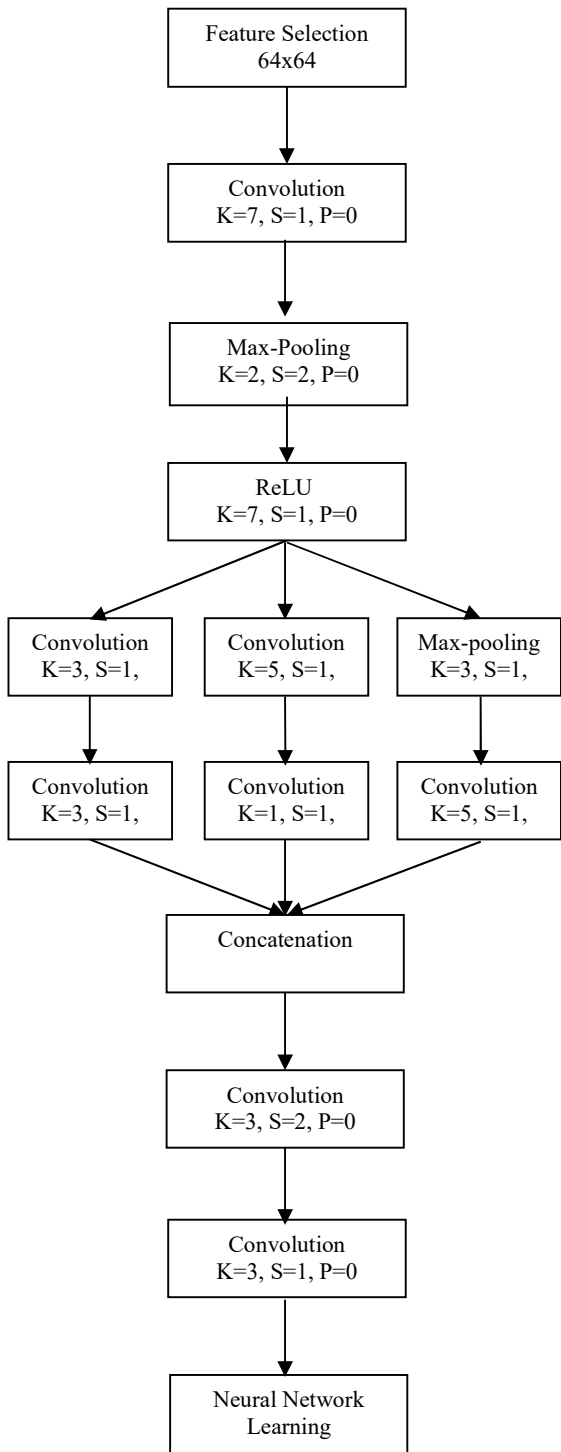 Feature Selection
64x64
Convolution
K=7, S=1, P=0
Max-Pooling
K=2, S=2, P=0
ReLU
K=7, S=1, P=0
Convolution
K=3, S=1,
Convolution
K=5, S=1,
Max-pooling
K=3, S=1,
Convolution
K=3, S=1,
Convolution
K=1, S=1,
Convolution
K=5, S=1,
Concatenation
Convolution
K=3, S=2, P=0
Convolution
K=3, S=1, P=0
Neural Network
Learning